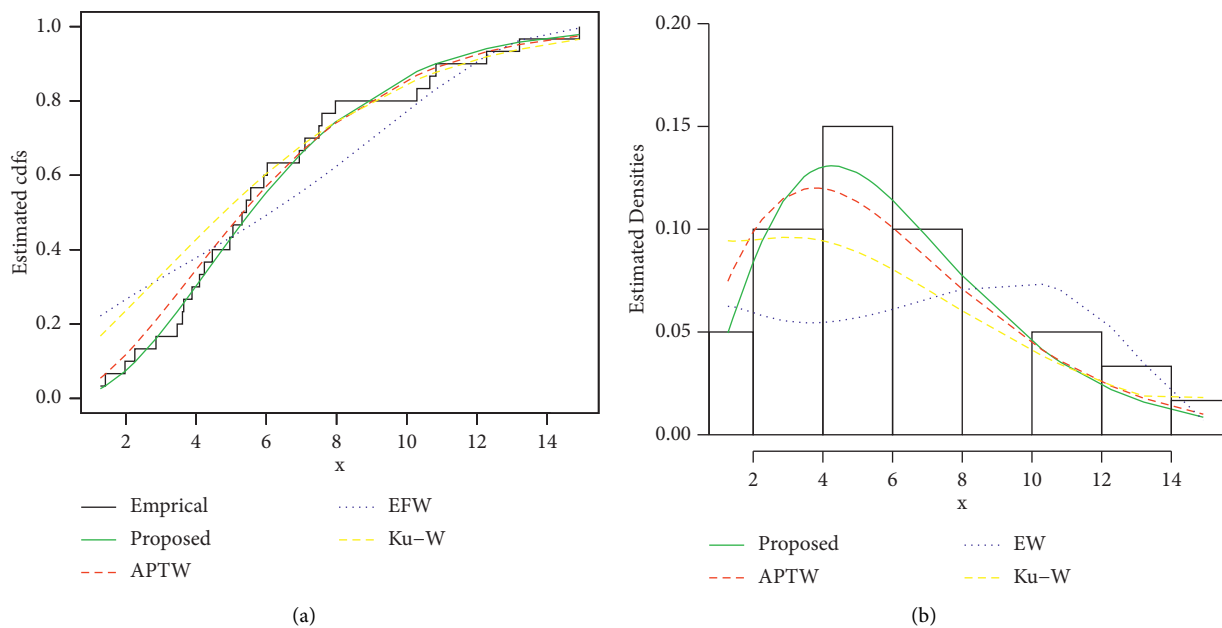 Estimated cdfs
1.0
0.8
0.6
0.4
0.2
0.0
2 4 6 8 10 12 14
x
Emprical
Proposed
APTW
EFW
Ku−W
(a)
Estimated Densities
0.20
0.15
0.10
0.05
0.00
2 4 6 8 10 12 14
x
Proposed
APTW
EW
Ku−W
(b)